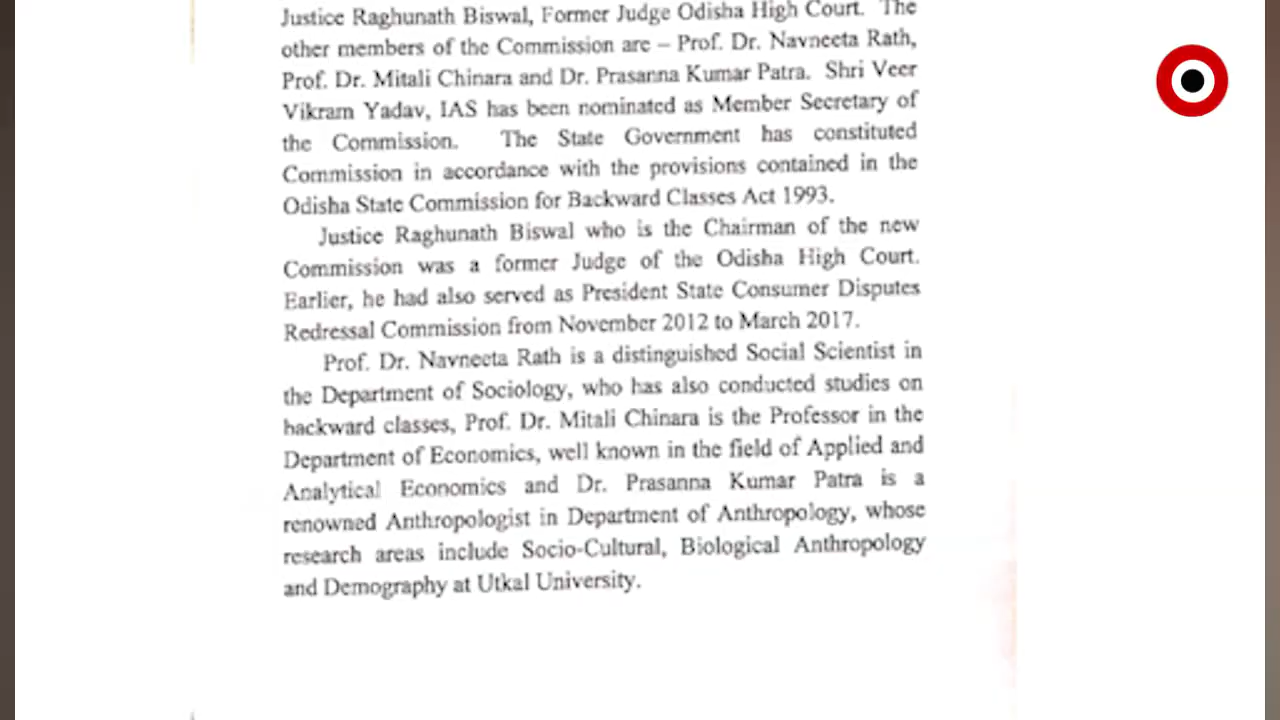 Justice Raghunath Biswal, Former Judge Odisha High Court. The
other members of the Commission are – Prof. Dr. Navneeta Rath,
Prof. Dr. Mitali Chinara and Dr. Prasanna Kumar Patra. Shri Veer
Vikram Yadav, IAS has been nominated as Member Secretary of
the Commission. The State Government has constituted
Commission in accordance with the provisions contained in the
Odisha State Commission for Backward Classes Act 1993.
Justice Raghunath Biswal who is the Chairman of the new
Commission was a former Judge of the Odisha High Court.
Earlier, he had also served as President State Consumer Disputes
Redressal Commission from November 2012 to March 2017.
Prof. Dr. Navneeta Rath is a distinguished Social Scientist in
the Department of Sociology, who has also conducted studies on
backward classes, Prof. Dr. Mitali Chinara is the Professor in the
Department of Economics, well known in the field of Applied and
Analytical Economics and Dr. Prasanna Kumar Patra is a
renowned Anthropologist in Department of Anthropology, whose
research areas include Socio-Cultural, Biological Anthropology
and Demography at Utkal University.